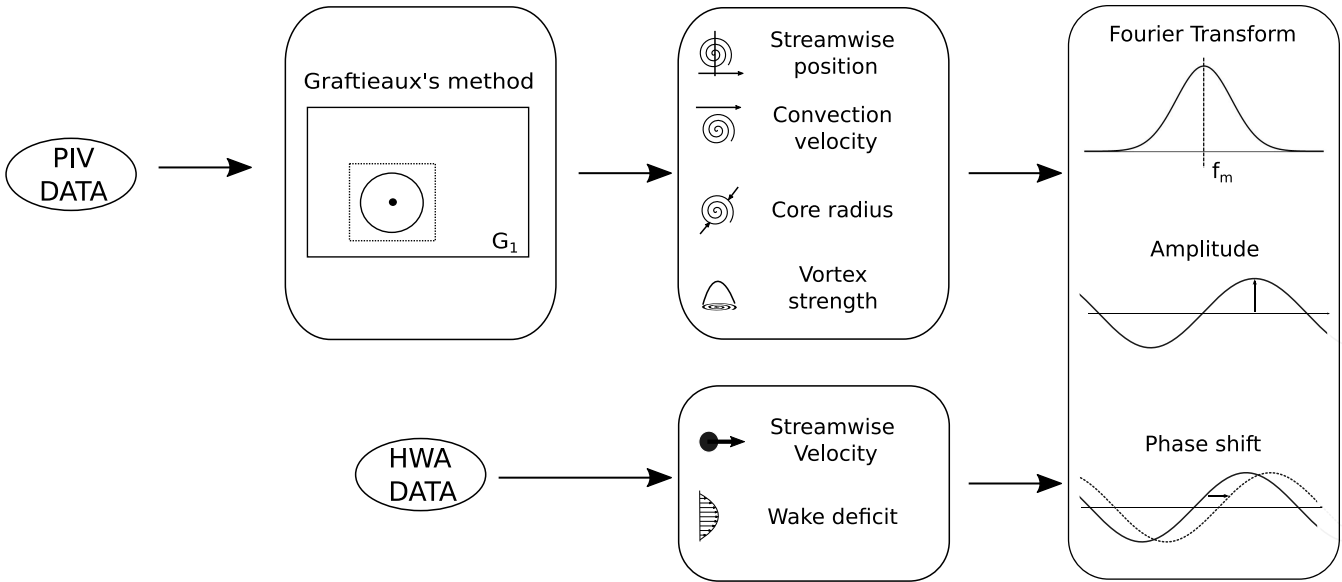 PIV
DATA
Graftieaux's method
G1
Streamwise
position
Convection
velocity
Core radius
Vortex
strength
HWA
DATA
Streamwise
Velocity
Wake deficit
Fourier Transform
fm
Amplitude
Phase shift